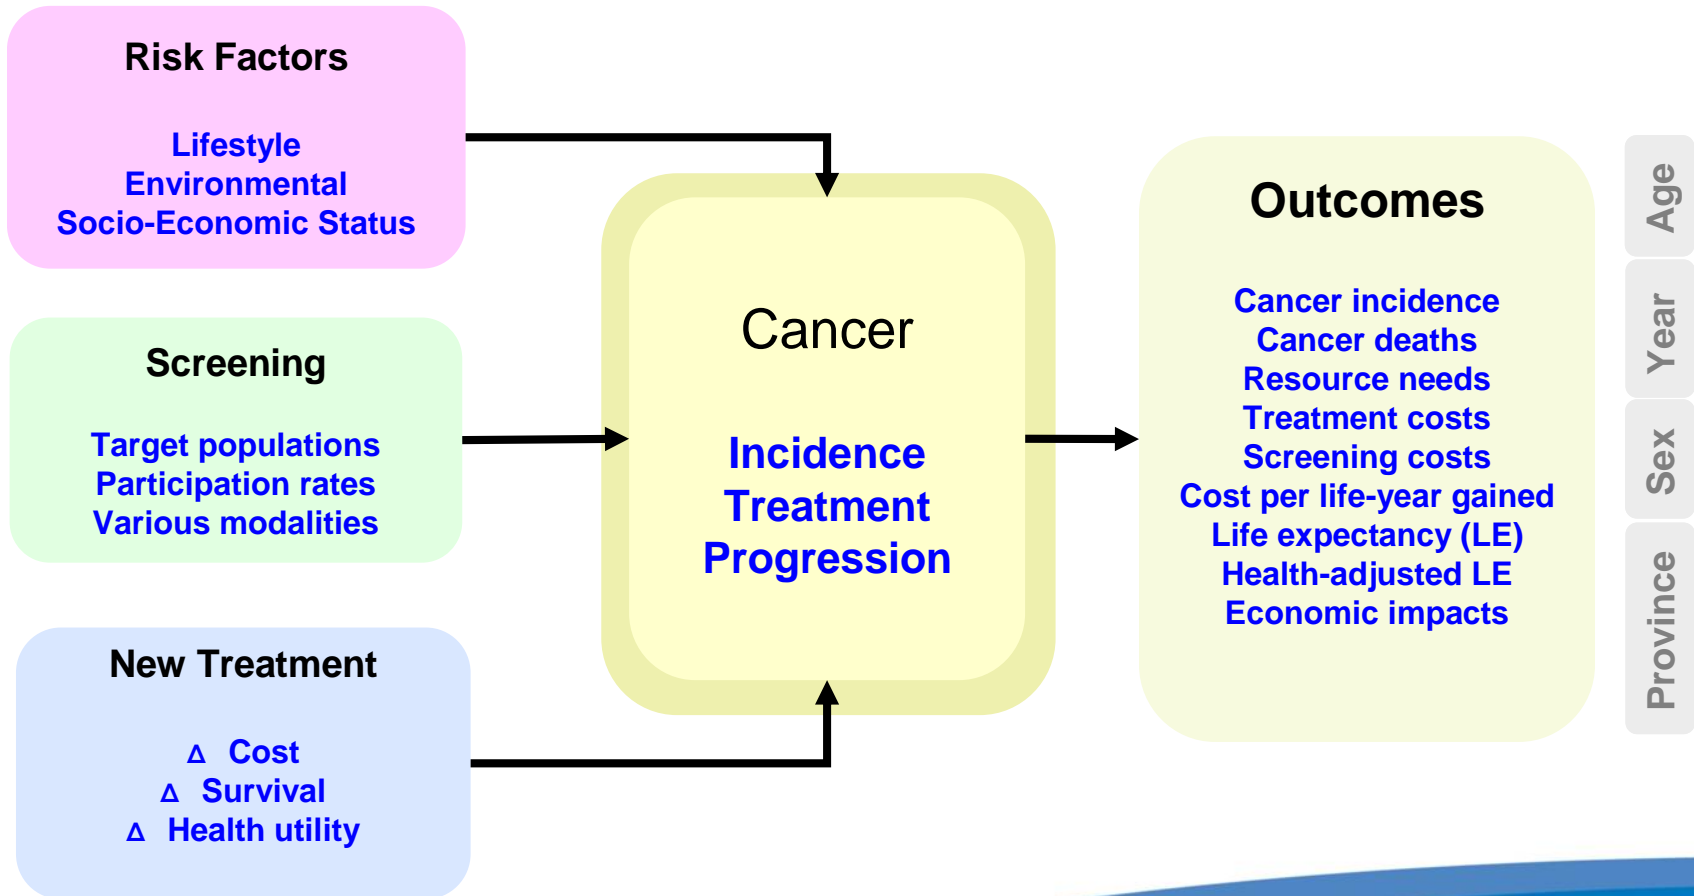 Risk Factors
Lifestyle
Environmental
Socio-Economic Status
Screening
Target populations
Participation rates
Various modalities
New Treatment
Δ Cost
Δ Survival
Δ Health utility
Cancer
Incidence
Treatment
Progression
Outcomes
Cancer incidence
Cancer deaths
Resource needs
Treatment costs
Screening costs
Cost per life-year gained
Life expectancy (LE)
Health-adjusted LE
Economic impacts
Age
Year
Sex
Province